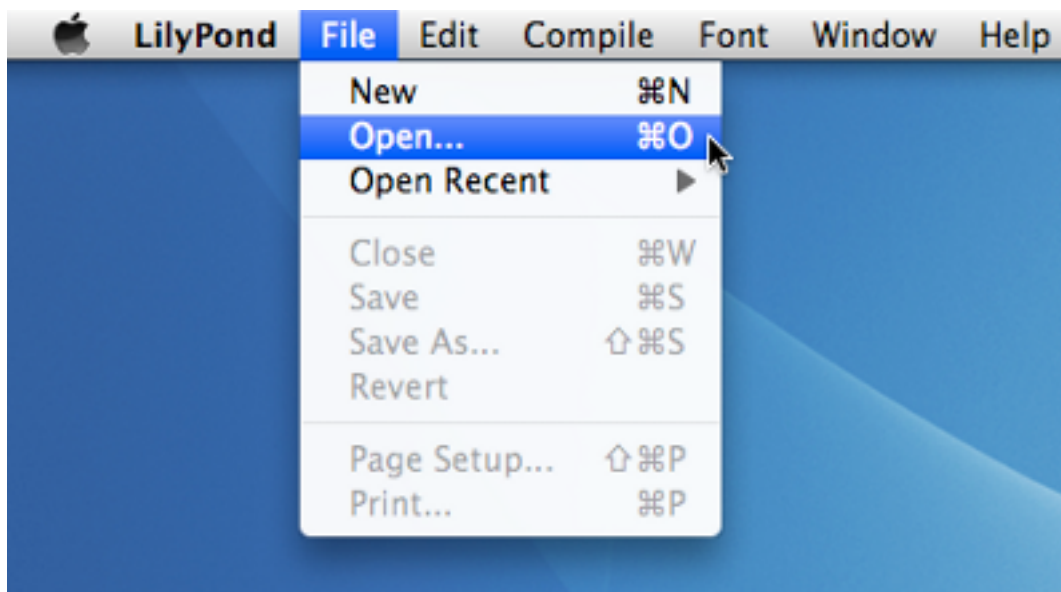 LilyPond File Edit Compile Font Window Help
New ⌘N
Open... ⌘O
Open Recent ▶
Close ⌘W
Save ⌘S
Save As... ⇧⌘S
Revert
Page Setup... ⇧⌘P
Print... ⌘P